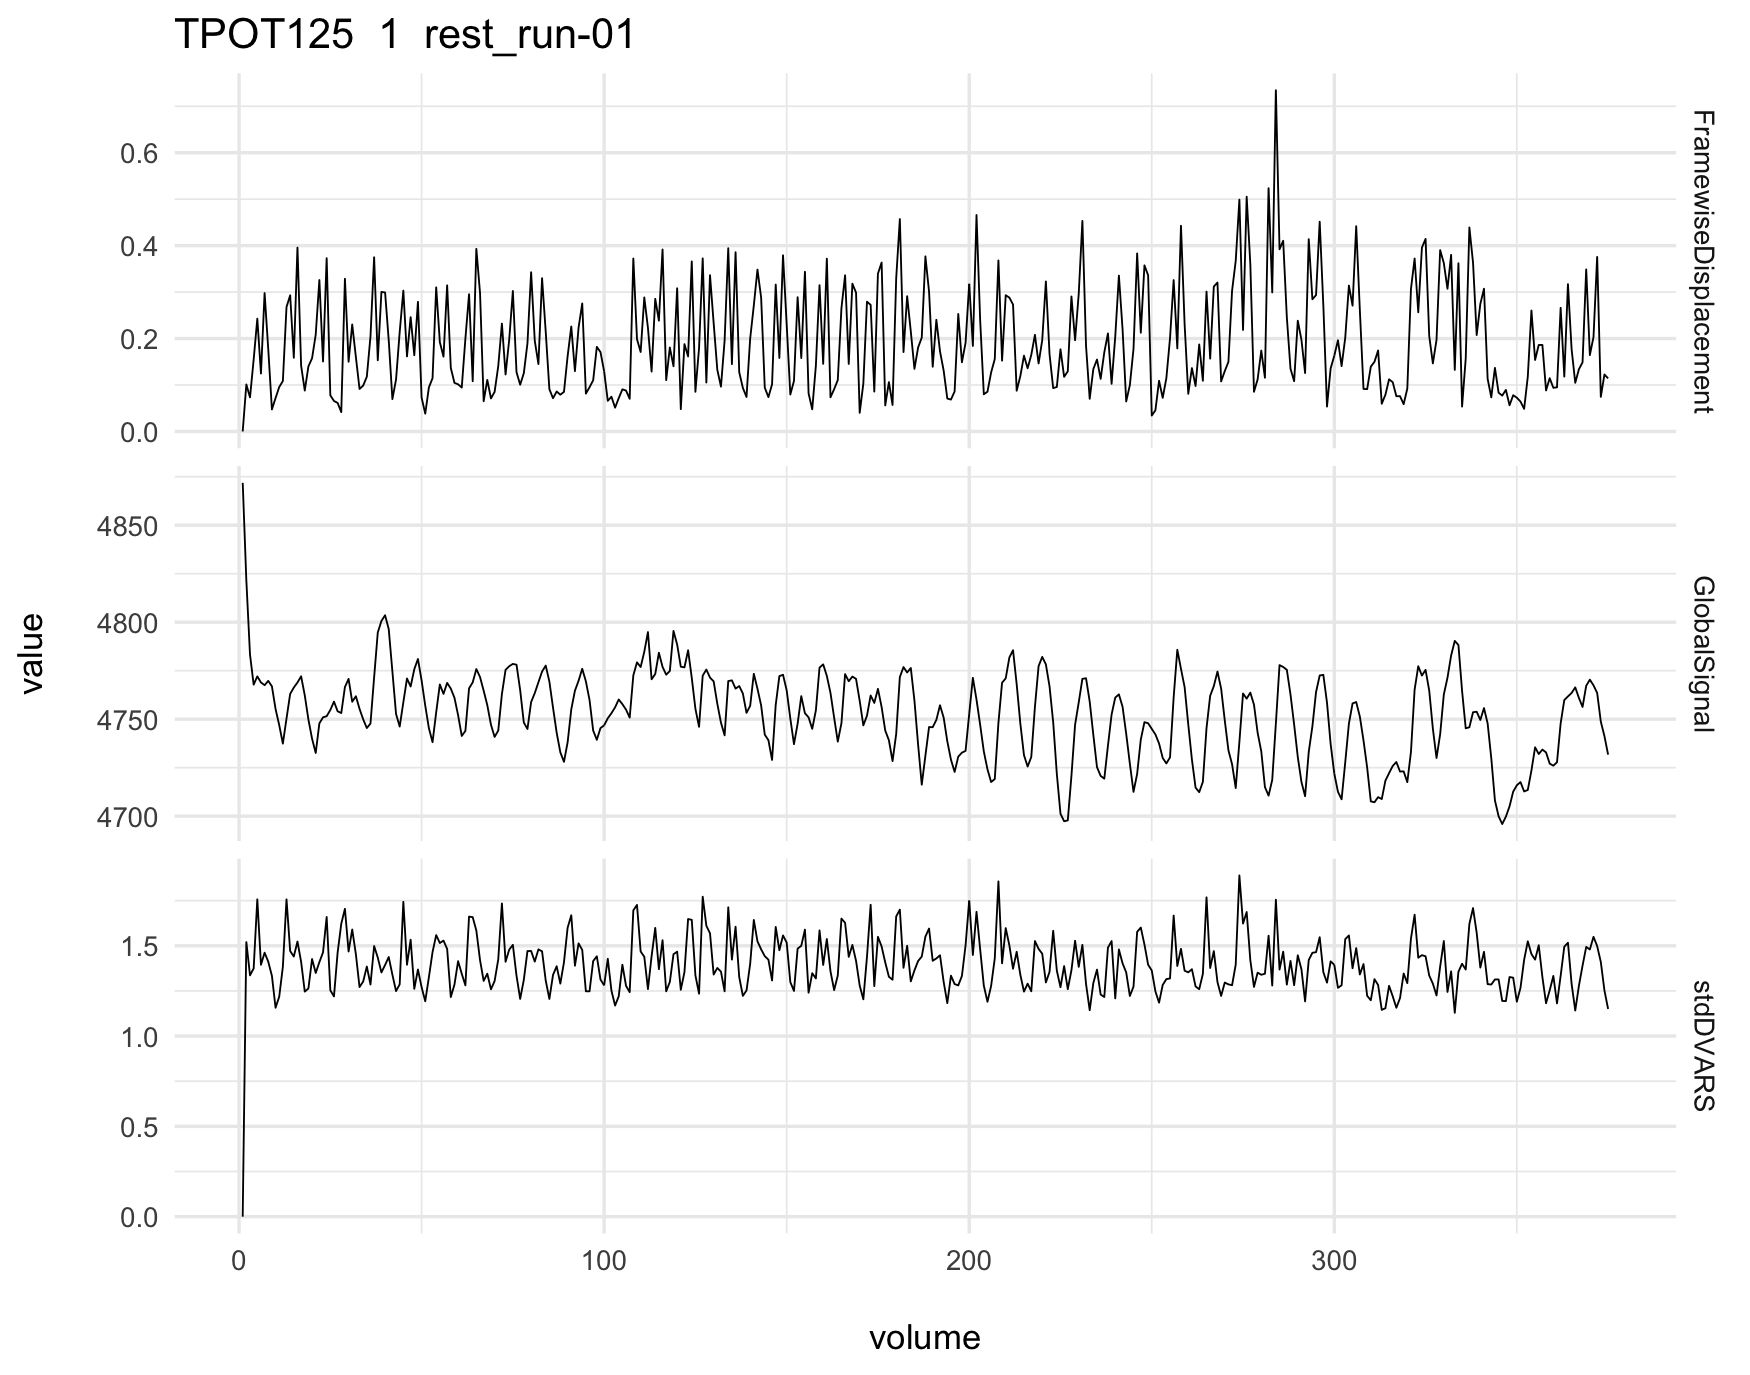 TPOT125  1  rest_run-01
0.6
0.4
0.2
0.0
FramewiseDisplacement
4850
4800
4750
4700
GlobalSignal
value
1.5
1.0
0.5
0.0
stdDVARS
0 100 200 300
volume